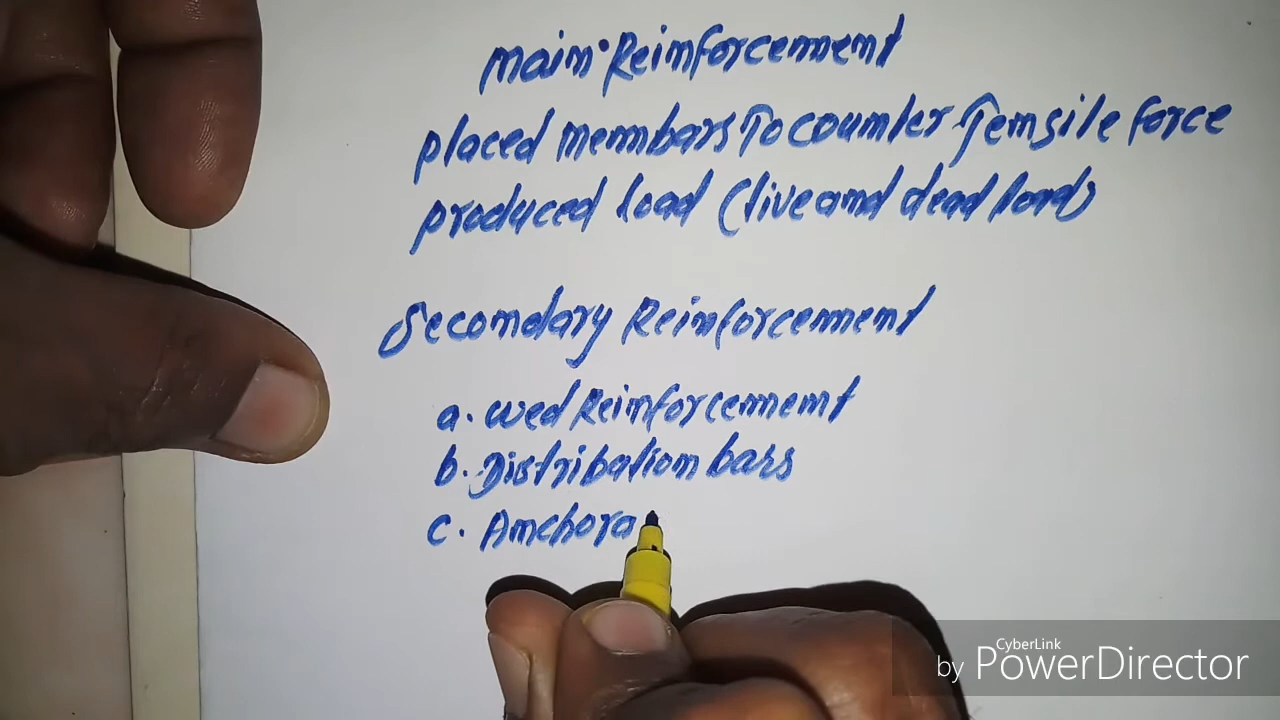 Main Reinforcement
placed membars To counter Tensile Force
produced load (live and dead load)
Secondary Reinforcement
a. wed Reinforcement
b. Distribation bars
c. Anchora
CyberLink
by PowerDirector